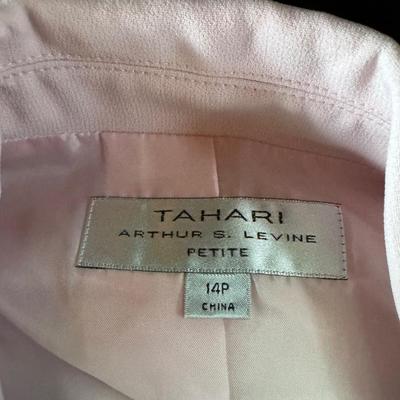 TAHARI
ARTHUR S. LEVINE
PETITE
14P
CHINA